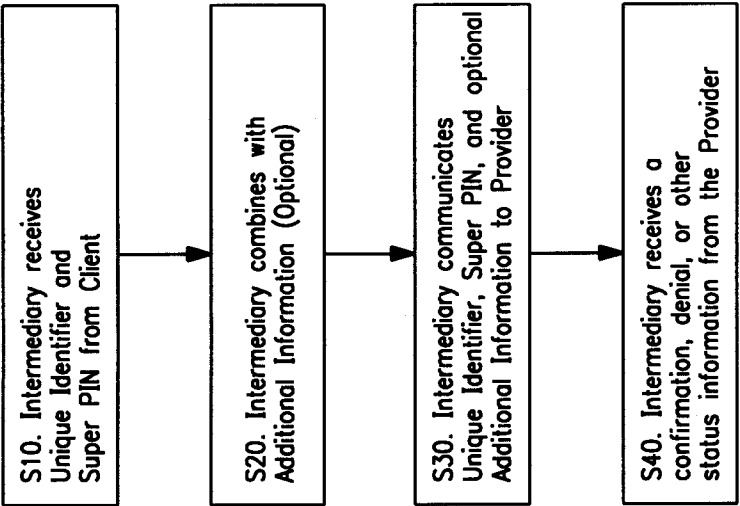 S10. Intermediary receives
Unique Identifier and
Super PIN from Client
S20. Intermediary combines with
Additional Information (Optional)
S30. Intermediary communicates
Unique Identifier, Super PIN, and optional
Additional Information to Provider
S40. Intermediary receives a
confirmation, denial, or other
status information from the Provider